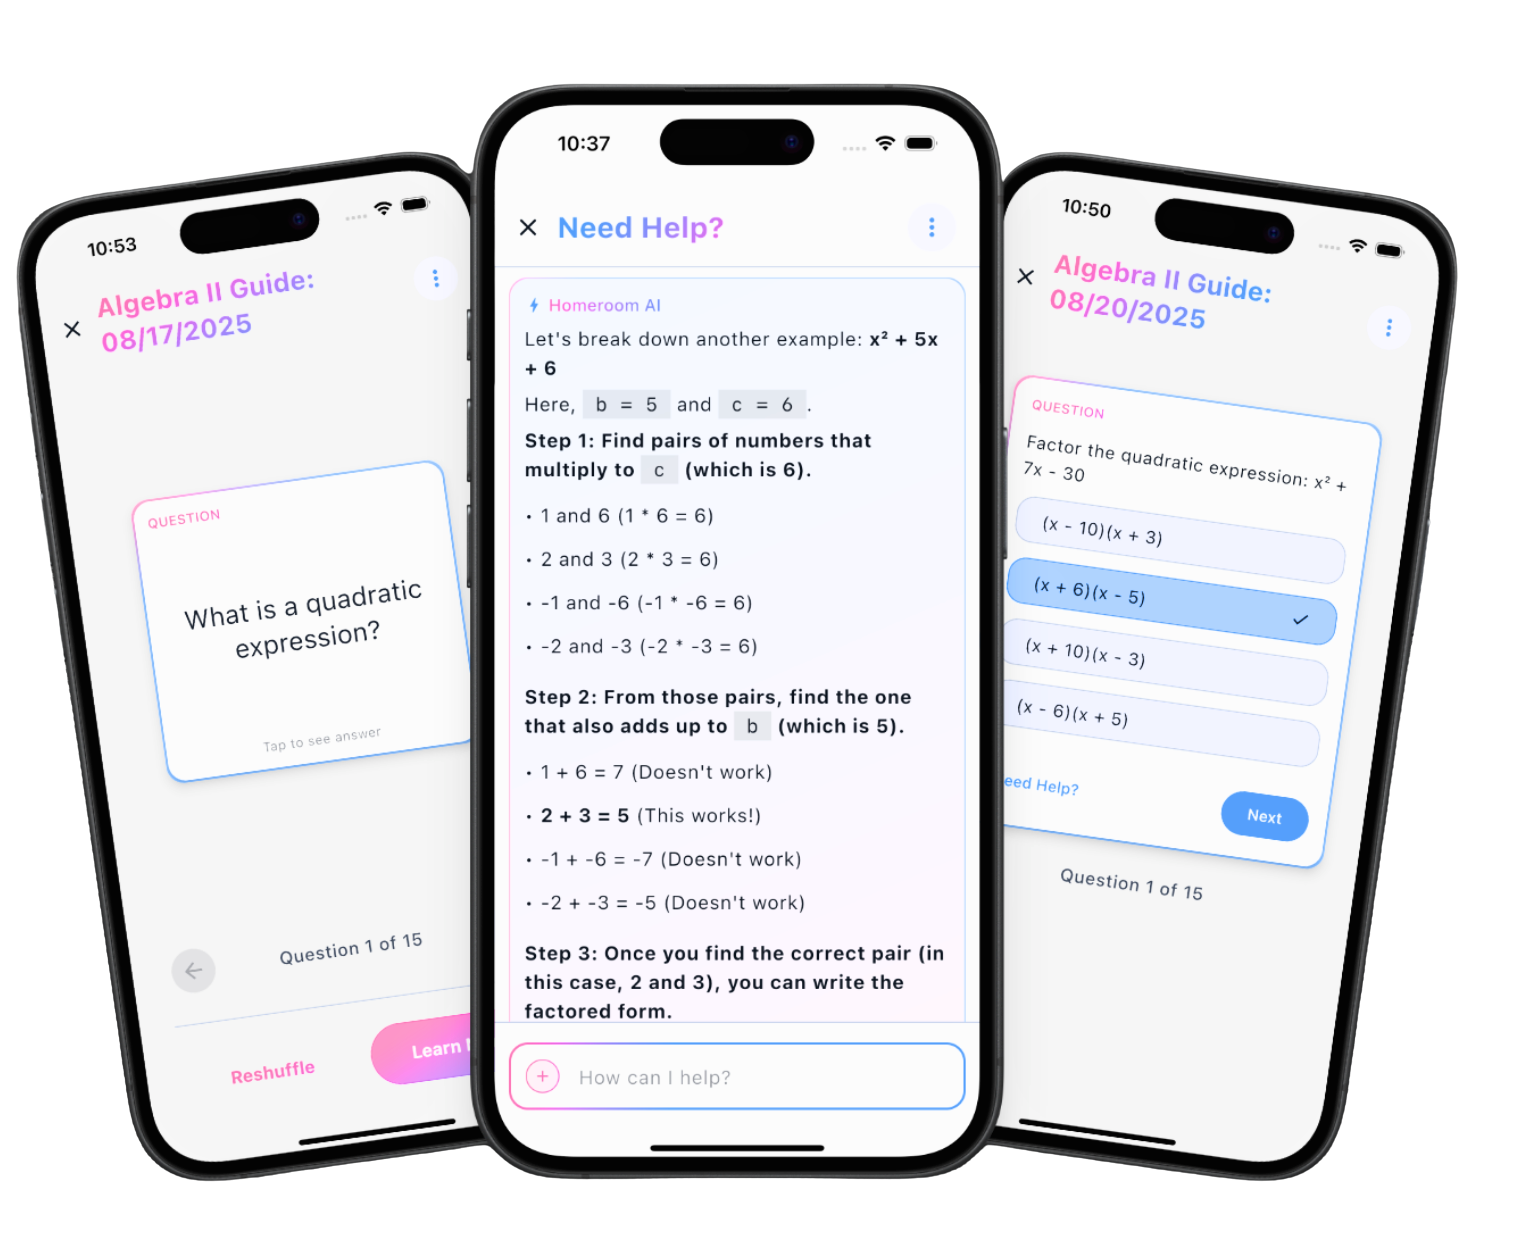 10:53
Algebra II Guide:
08/17/2025
QUESTION
What is a quadratic
expression?
Tap to see answer
Question 1 of 15
Reshuffle
Learn
10:37
Need Help?
Homeroom AI
Let's break down another example: x² + 5x
+ 6
Here, b = 5 and c = 6 .
Step 1: Find pairs of numbers that
multiply to c (which is 6).
• 1 and 6 (1 * 6 = 6)
• 2 and 3 (2 * 3 = 6)
• -1 and -6 (-1 * -6 = 6)
• -2 and -3 (-2 * -3 = 6)
Step 2: From those pairs, find the one
that also adds up to b (which is 5).
• 1 + 6 = 7 (Doesn't work)
• 2 + 3 = 5 (This works!)
• -1 + -6 = -7 (Doesn't work)
• -2 + -3 = -5 (Doesn't work)
Step 3: Once you find the correct pair (in
this case, 2 and 3), you can write the
factored form.
How can I help?
10:50
Algebra II Guide:
08/20/2025
QUESTION
Factor the quadratic expression: x² +
7x - 30
(x - 10)(x + 3)
(x + 6)(x - 5)
(x + 10)(x - 3)
(x - 6)(x + 5)
eed Help?
Next
Question 1 of 15